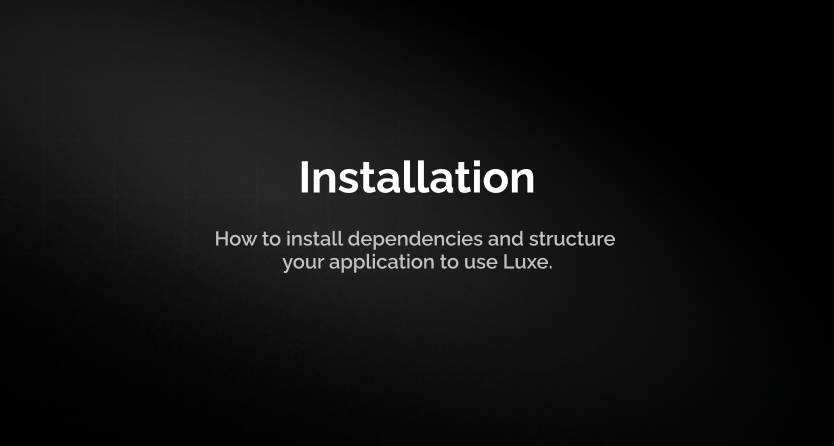 Installation
How to install dependencies and structure
your application to use Luxe.